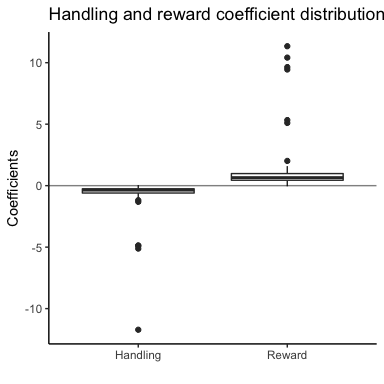 Handling and reward coefficient distribution
10
5
0
-5
-10
Coefficients
Handling
Reward